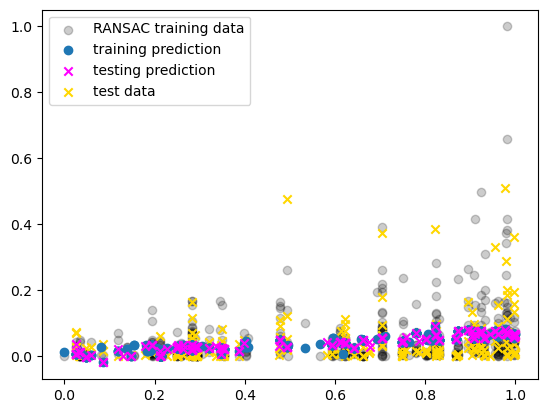 1.0
0.8
0.6
0.4
0.2
0.0
RANSAC training data
training prediction
testing prediction
test data
0.0 0.2 0.4 0.6 0.8 1.0